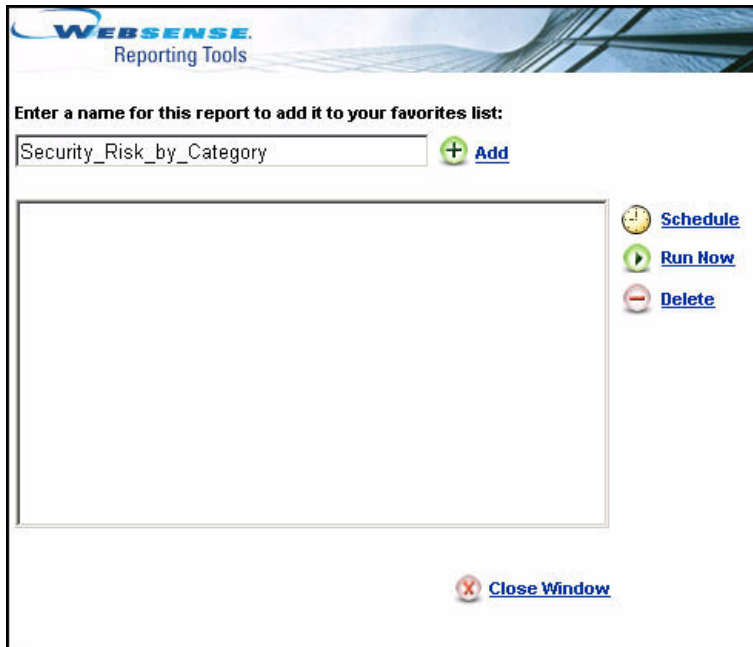 WEBSENSE.
Reporting Tools
Enter a name for this report to add it to your favorites list:
Security_Risk_by_Category
Add
Schedule
Run Now
Delete
Close Window